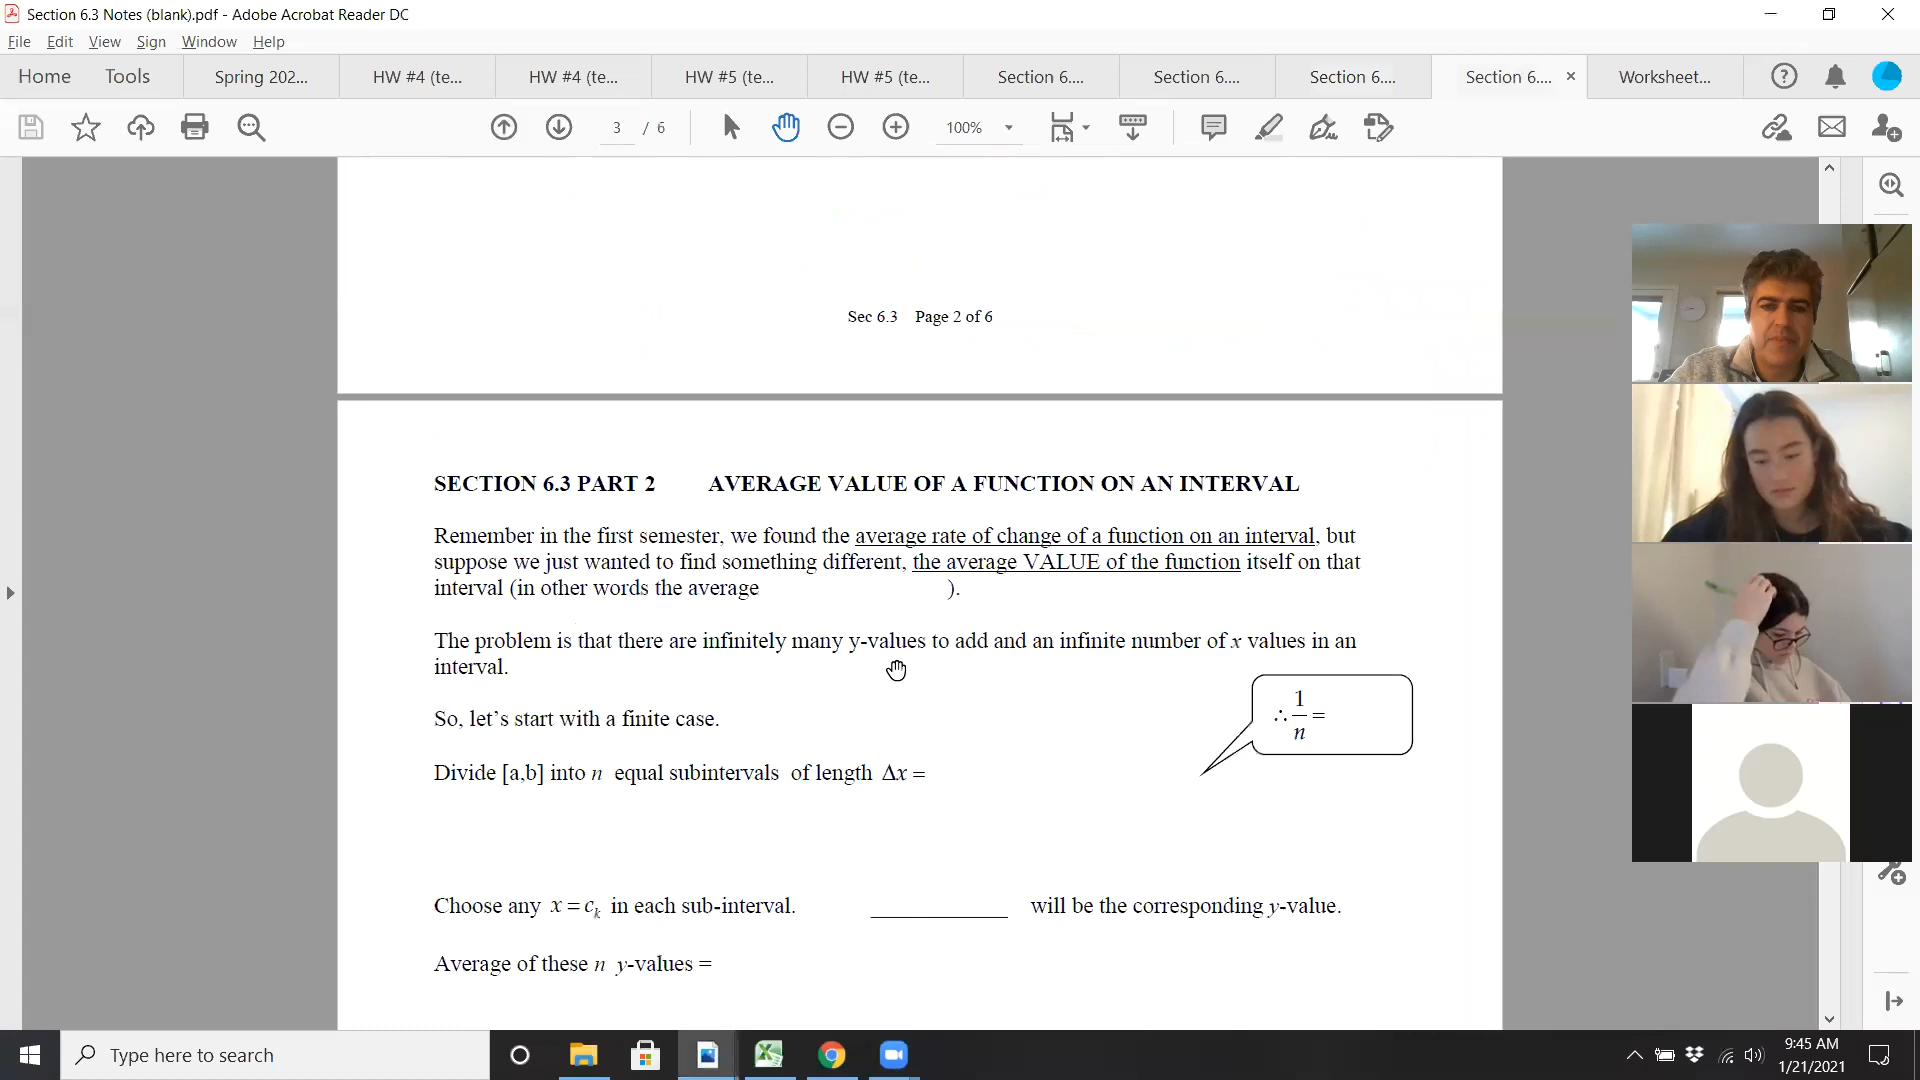 Section 6.3 Notes (blank).pdf - Adobe Acrobat Reader DC
File Edit View Sign Window Help
Home Tools Spring 202... HW #4 (te... HW #4 (te... HW #5 (te... HW #5 (te... Section 6.... Section 6.... Section 6.... Section 6.... × Worksheet...
3 / 6 100%
Sec 6.3 Page 2 of 6
SECTION 6.3 PART 2 AVERAGE VALUE OF A FUNCTION ON AN INTERVAL
Remember in the first semester, we found the average rate of change of a function on an interval, but
suppose we just wanted to find something different, the average VALUE of the function itself on that
interval (in other words the average ).
The problem is that there are infinitely many y-values to add and an infinite number of x values in an
interval.
∴ 1/n =
So, let's start with a finite case.
Divide [a,b] into n equal subintervals of length Δx =
Choose any x = cₖ in each sub-interval. ____________ will be the corresponding y-value.
Average of these n y-values =
Type here to search
9:45 AM
1/21/2021